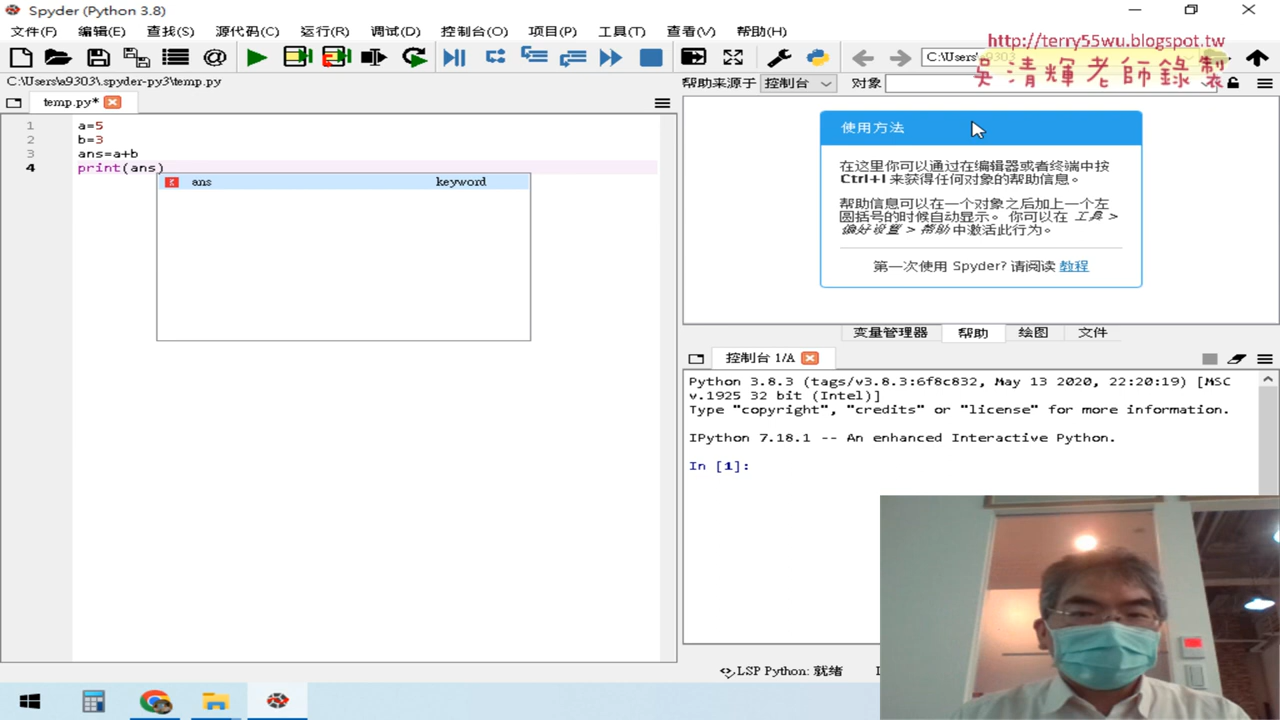 Spyder (Python 3.8)
文件(F) 编辑(E) 查找(S) 源代码(C) 运行(R) 调试(D) 控制台(O) 项目(P) 工具(T) 查看(V) 帮助(H)
http://terry55wu.blogspot.tw
吳清輝老師錄製
C:\Users\a9303
C:\Users\a9303\.spyder-py3\temp.py
帮助来源于 控制台 对象
temp.py*
1 a=5
2 b=3
3 ans=a+b
4 print(ans)
ans keyword
使用方法
在这里你可以通过在编辑器或者终端中按
Ctrl+I 来获得任何对象的帮助信息。
帮助信息可以在一个对象之后加上一个左
圆括号的时候自动显示。 你可以在 工具 >
偏好设置 > 帮助 中激活此行为。
第一次使用 Spyder? 请阅读 教程
变量管理器 帮助 绘图 文件
控制台 1/A
Python 3.8.3 (tags/v3.8.3:6f8c832, May 13 2020, 22:20:19) [MSC
v.1925 32 bit (Intel)]
Type "copyright", "credits" or "license" for more information.
IPython 7.18.1 -- An enhanced Interactive Python.
In [1]:
LSP Python: 就绪